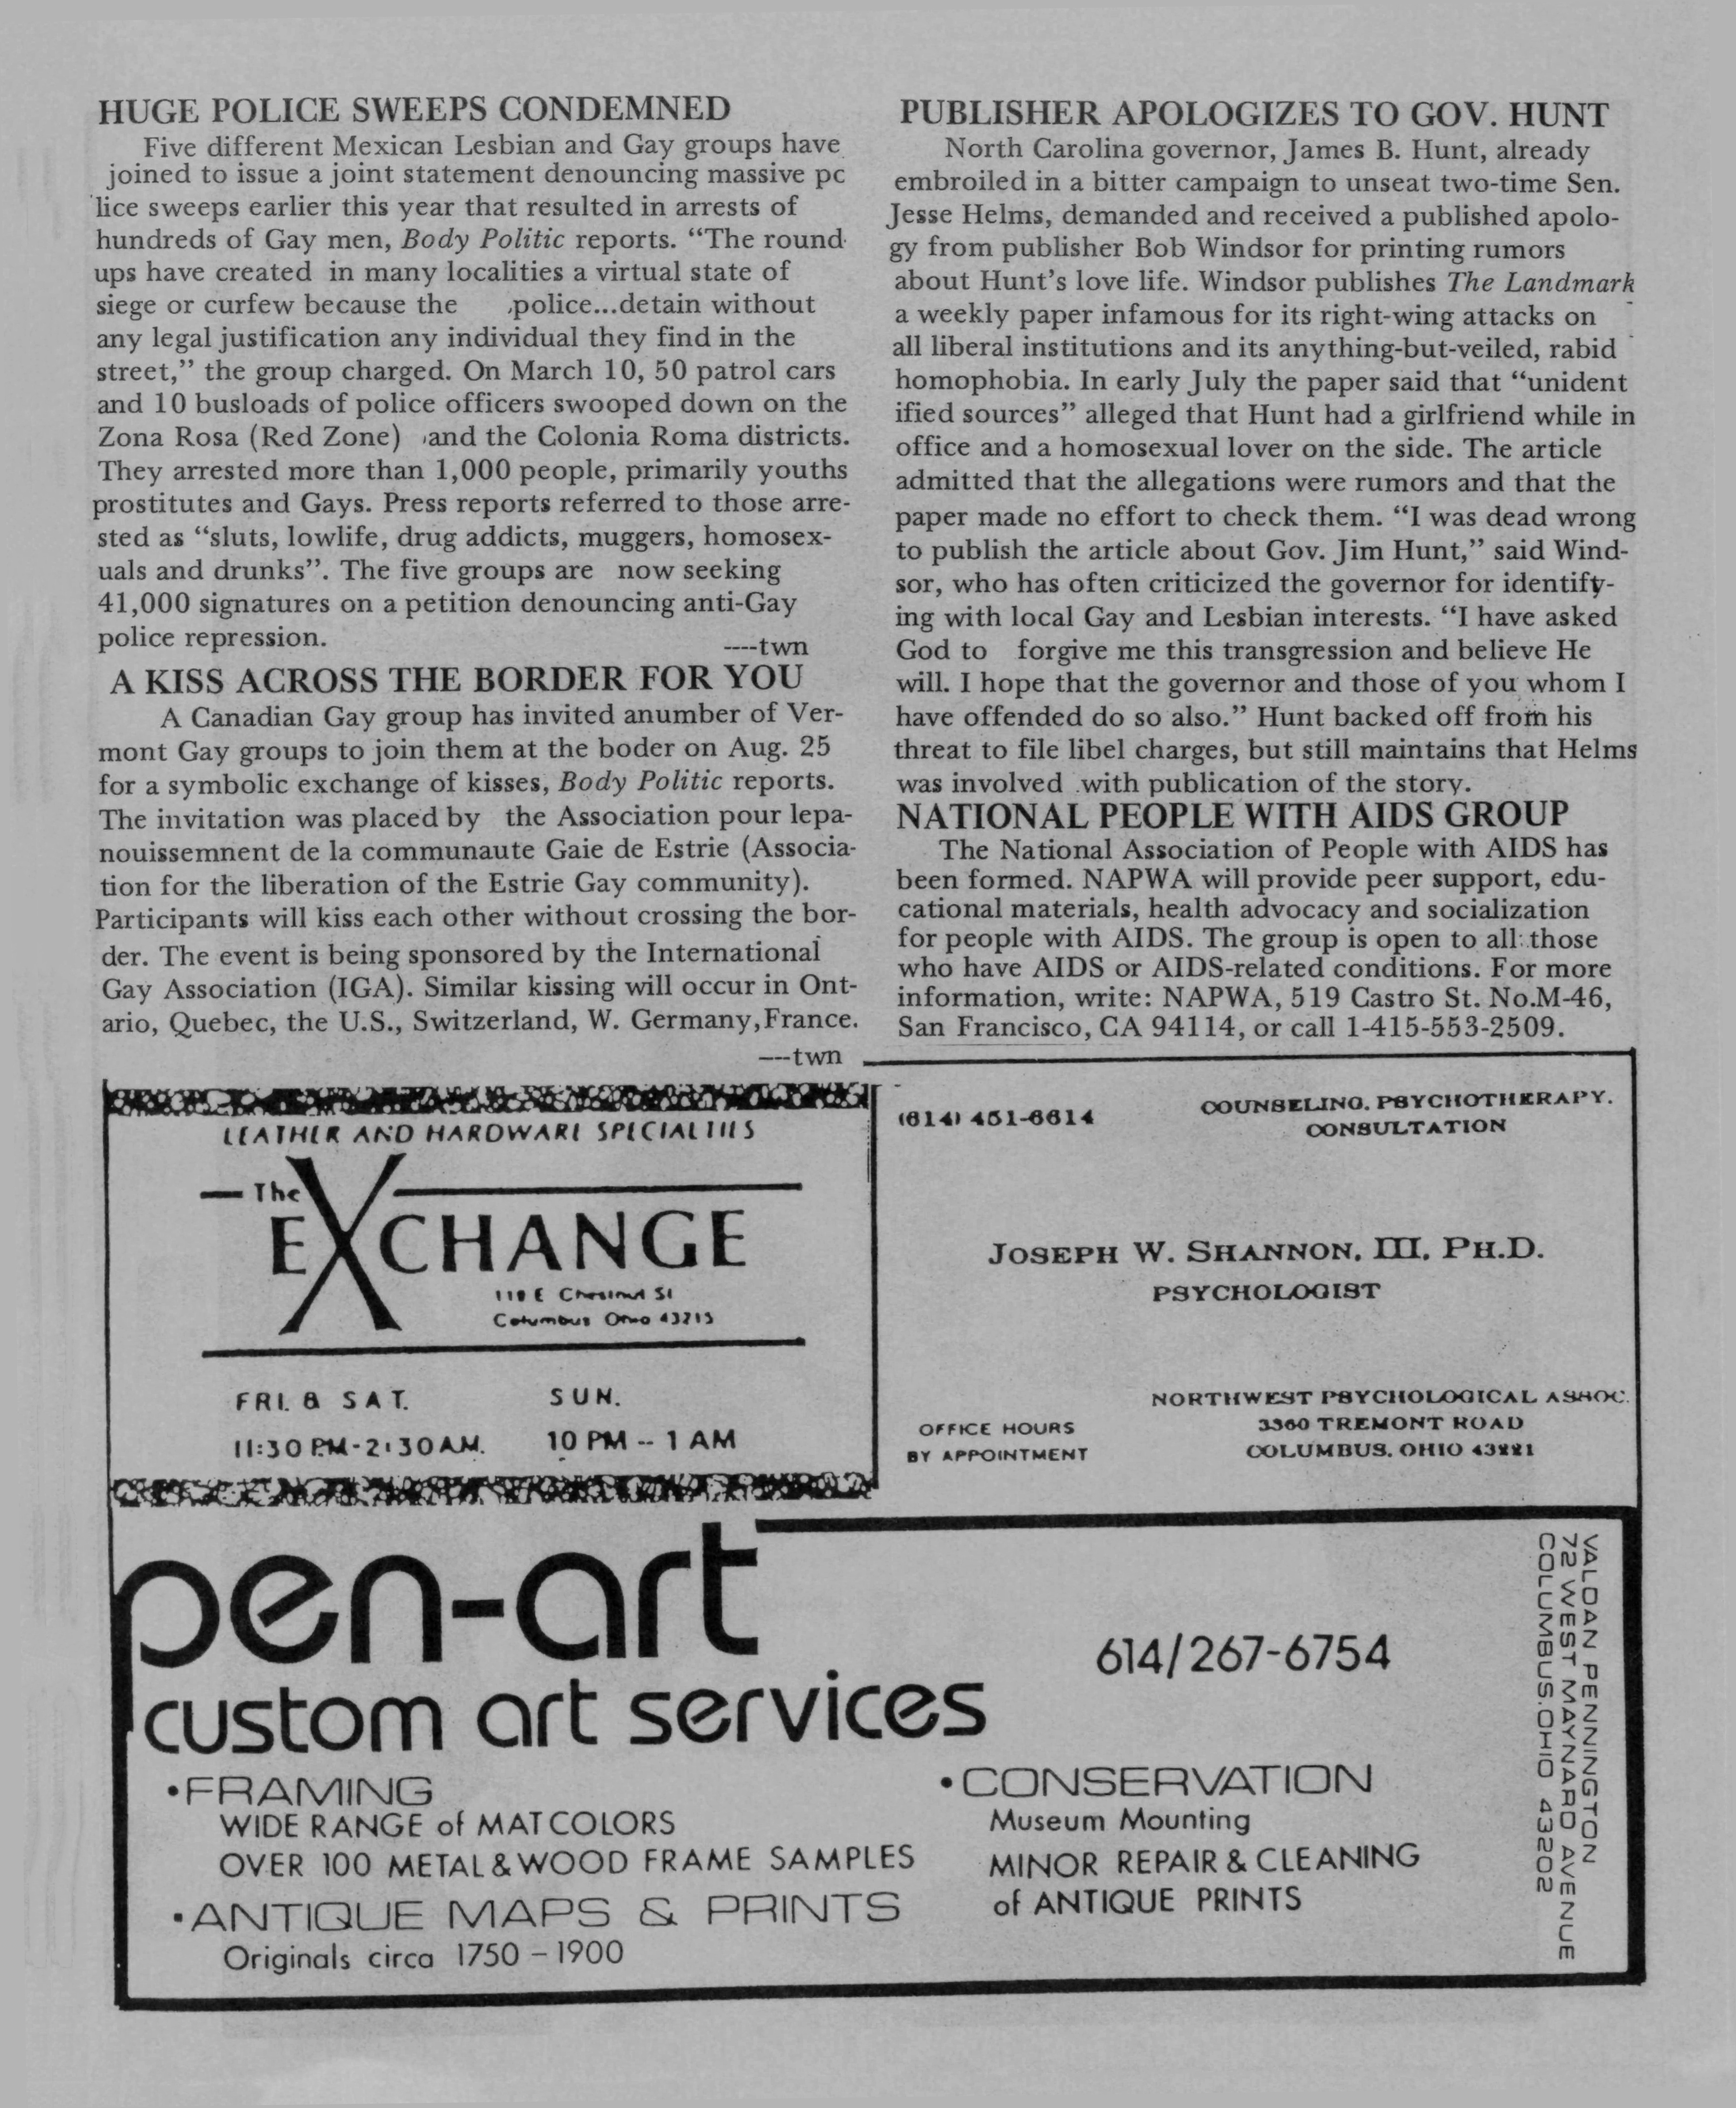 HUGE POLICE SWEEPS CONDEMNED
Five different Mexican Lesbian and Gay groups have
joined to issue a joint statement denouncing massive pc
lice sweeps earlier this year that resulted in arrests of
hundreds of Gay men, Body Politic reports. “The round
ups have created in many localities a virtual state of
siege or curfew because the police...detain without
any legal justification any individual they find in the
street,” the group charged. On March 10, 50 patrol cars
and 10 busloads of police officers swooped down on the
Zona Rosa (Red Zone) and the Colonia Roma districts.
They arrested more than 1,000 people, primarily youths
prostitutes and Gays. Press reports referred to those arre-
sted as “sluts, lowlife, drug addicts, muggers, homosex-
uals and drunks”. The five groups are now seeking
41,000 signatures on a petition denouncing anti-Gay
police repression.
----twn
A KISS ACROSS THE BORDER FOR YOU
A Canadian Gay group has invited anumber of Ver-
mont Gay groups to join them at the boder on Aug. 25
for a symbolic exchange of kisses, Body Politic reports.
The invitation was placed by the Association pour lepa-
nouissemnent de la communaute Gaie de Estrie (Associa-
tion for the liberation of the Estrie Gay community).
Participants will kiss each other without crossing the bor-
der. The event is being sponsored by the International
Gay Association (IGA). Similar kissing will occur in Ont-
ario, Quebec, the U.S., Switzerland, W. Germany,France.
---twn
PUBLISHER APOLOGIZES TO GOV. HUNT
North Carolina governor, James B. Hunt, already
embroiled in a bitter campaign to unseat two-time Sen.
Jesse Helms, demanded and received a published apolo-
gy from publisher Bob Windsor for printing rumors
about Hunt's love life. Windsor publishes The Landmark
a weekly paper infamous for its right-wing attacks on
all liberal institutions and its anything-but-veiled, rabid
homophobia. In early July the paper said that “unident
ified sources” alleged that Hunt had a girlfriend while in
office and a homosexual lover on the side. The article
admitted that the allegations were rumors and that the
paper made no effort to check them. “I was dead wrong
to publish the article about Gov. Jim Hunt,” said Wind-
sor, who has often criticized the governor for identify-
ing with local Gay and Lesbian interests. “I have asked
God to forgive me this transgression and believe He
will. I hope that the governor and those of you whom I
have offended do so also.” Hunt backed off from his
threat to file libel charges, but still maintains that Helms
was involved with publication of the story.
NATIONAL PEOPLE WITH AIDS GROUP
The National Association of People with AIDS has
been formed. NAPWA will provide peer support, edu-
cational materials, health advocacy and socialization
for people with AIDS. The group is open to all those
who have AIDS or AIDS-related conditions. For more
information, write: NAPWA, 519 Castro St. No.M-46,
San Francisco, CA 94114, or call 1-415-553-2509.
LEATHER AND HARDWARE SPECIALTIES
The
EXCHANGE
119 E Chestnut St
Columbus Ohio 43215
FRI. & SAT.
11:30 P.M-2:30 A.M.
SUN.
10 PM -- 1 AM
(614) 451-6614
COUNSELING, PSYCHOTHERAPY,
CONSULTATION
JOSEPH W. SHANNON, III, PH.D.
PSYCHOLOGIST
OFFICE HOURS
BY APPOINTMENT
NORTHWEST PSYCHOLOGICAL ASSOC.
3360 TREMONT ROAD
COLUMBUS, OHIO 43221
pen-art
custom art services
614/267-6754
•FRAMING
WIDE RANGE of MAT COLORS
OVER 100 METAL & WOOD FRAME SAMPLES
•ANTIQUE MAPS & PRINTS
Originals circa 1750 - 1900
•CONSERVATION
Museum Mounting
MINOR REPAIR & CLEANING
of ANTIQUE PRINTS
VALDAN PENNINGTON
72 WEST MAYNARD AVENUE
COLUMBUS, OHIO 43202